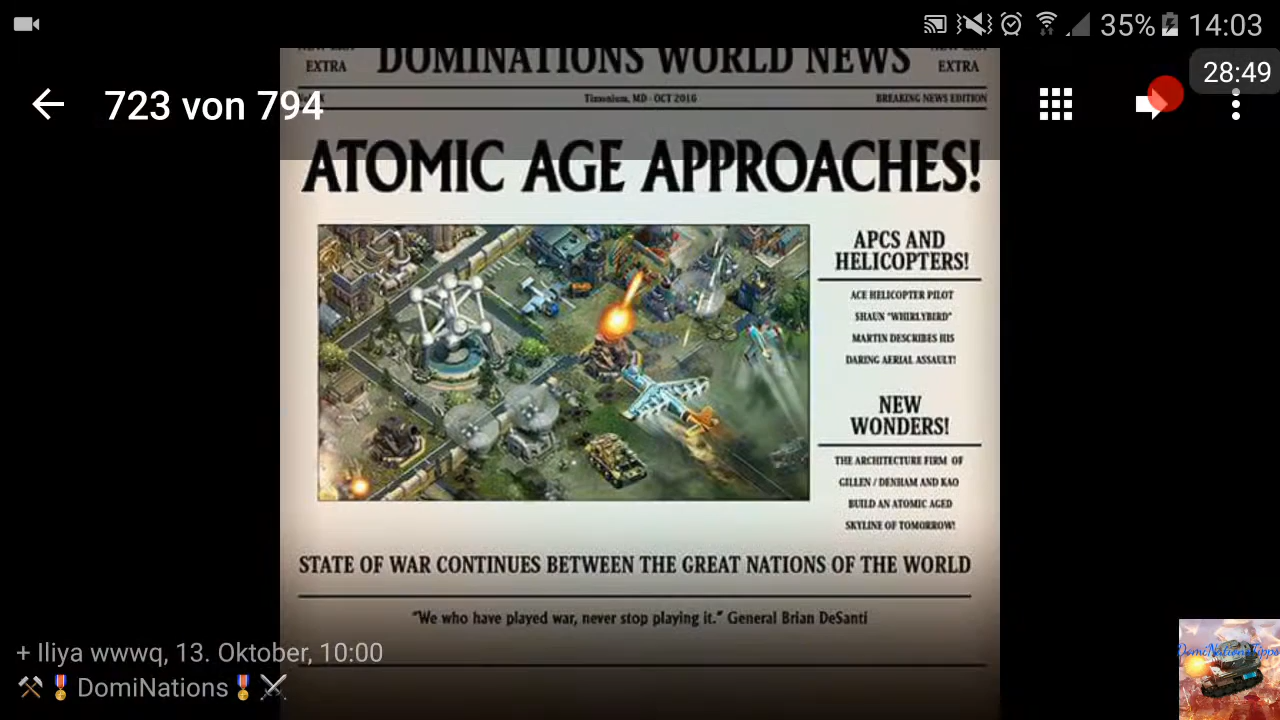 35% 14:03
28:49
723 von 794
EXTRA
DOMINATIONS WORLD NEWS
EXTRA
Timonium, MD - OCT 2016
BREAKING NEWS EDITION
ATOMIC AGE APPROACHES!
APCS AND
HELICOPTERS!
ACE HELICOPTER PILOT
SHAUN "WHIRLYBIRD"
MARTIN DESCRIBES HIS
DARING AERIAL ASSAULT!
NEW
WONDERS!
THE ARCHITECTURE FIRM OF
GILLEN / DENHAM AND KAO
BUILD AN ATOMIC AGED
SKYLINE OF TOMORROW!
STATE OF WAR CONTINUES BETWEEN THE GREAT NATIONS OF THE WORLD
"We who have played war, never stop playing it." General Brian DeSanti
+ Iliya wwwq, 13. Oktober, 10:00
⚒🎖DomiNations🎖⚔
DomiNationsTipps